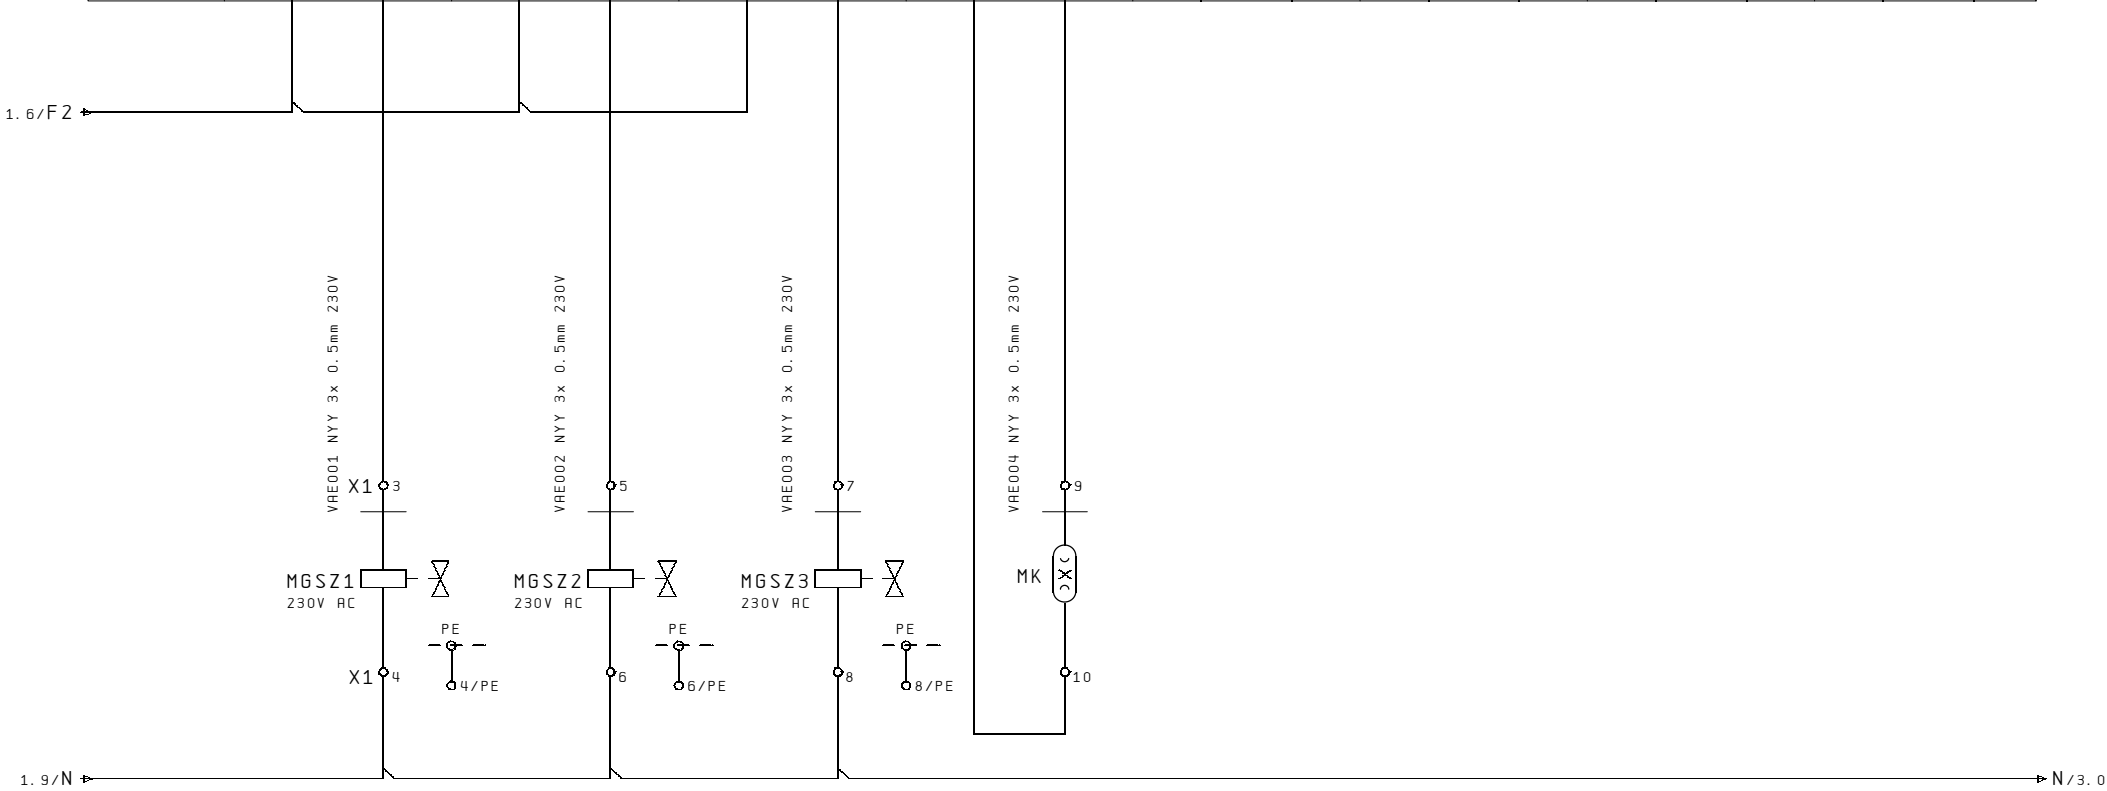 1.6/F2
VAE001 NYY 3x 0.5mm 230V
VAE002 NYY 3x 0.5mm 230V
VAE003 NYY 3x 0.5mm 230V
VAE004 NYY 3x 0.5mm 230V
X1 3
5
7
9
MGSZ1
230V AC
MGSZ2
230V AC
MGSZ3
230V AC
MK
PE
PE
PE
X1 4
4/PE
6
6/PE
8
8/PE
10
1.9/N
N/3.0